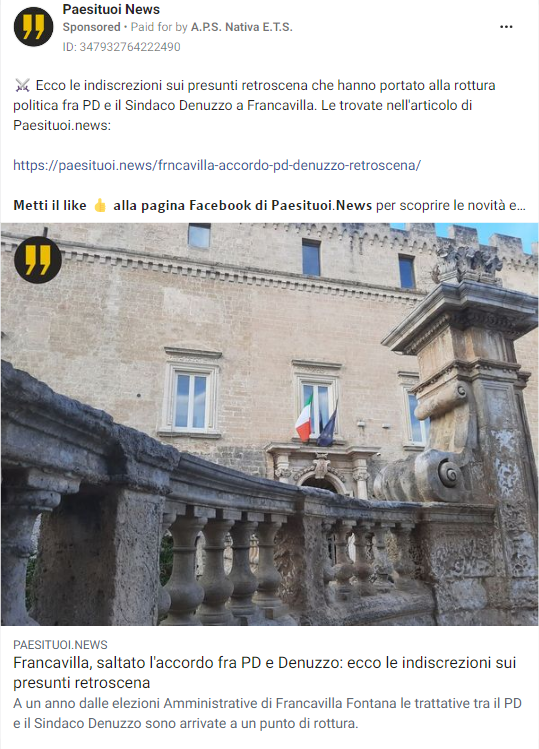 Paesituoi News
Sponsored • Paid for by A.P.S. Nativa E.T.S.
ID: 347932764222490
⚔️ Ecco le indiscrezioni sui presunti retroscena che hanno portato alla rottura
politica fra PD e il Sindaco Denuzzo a Francavilla. Le trovate nell'articolo di
Paesituoi.news:
https://paesituoi.news/frncavilla-accordo-pd-denuzzo-retroscena/
Metti il like 👍 alla pagina Facebook di Paesituoi.News per scoprire le novità e...
PAESITUOI.NEWS
Francavilla, saltato l'accordo fra PD e Denuzzo: ecco le indiscrezioni sui
presunti retroscena
A un anno dalle elezioni Amministrative di Francavilla Fontana le trattative tra il PD
e il Sindaco Denuzzo sono arrivate a un punto di rottura.